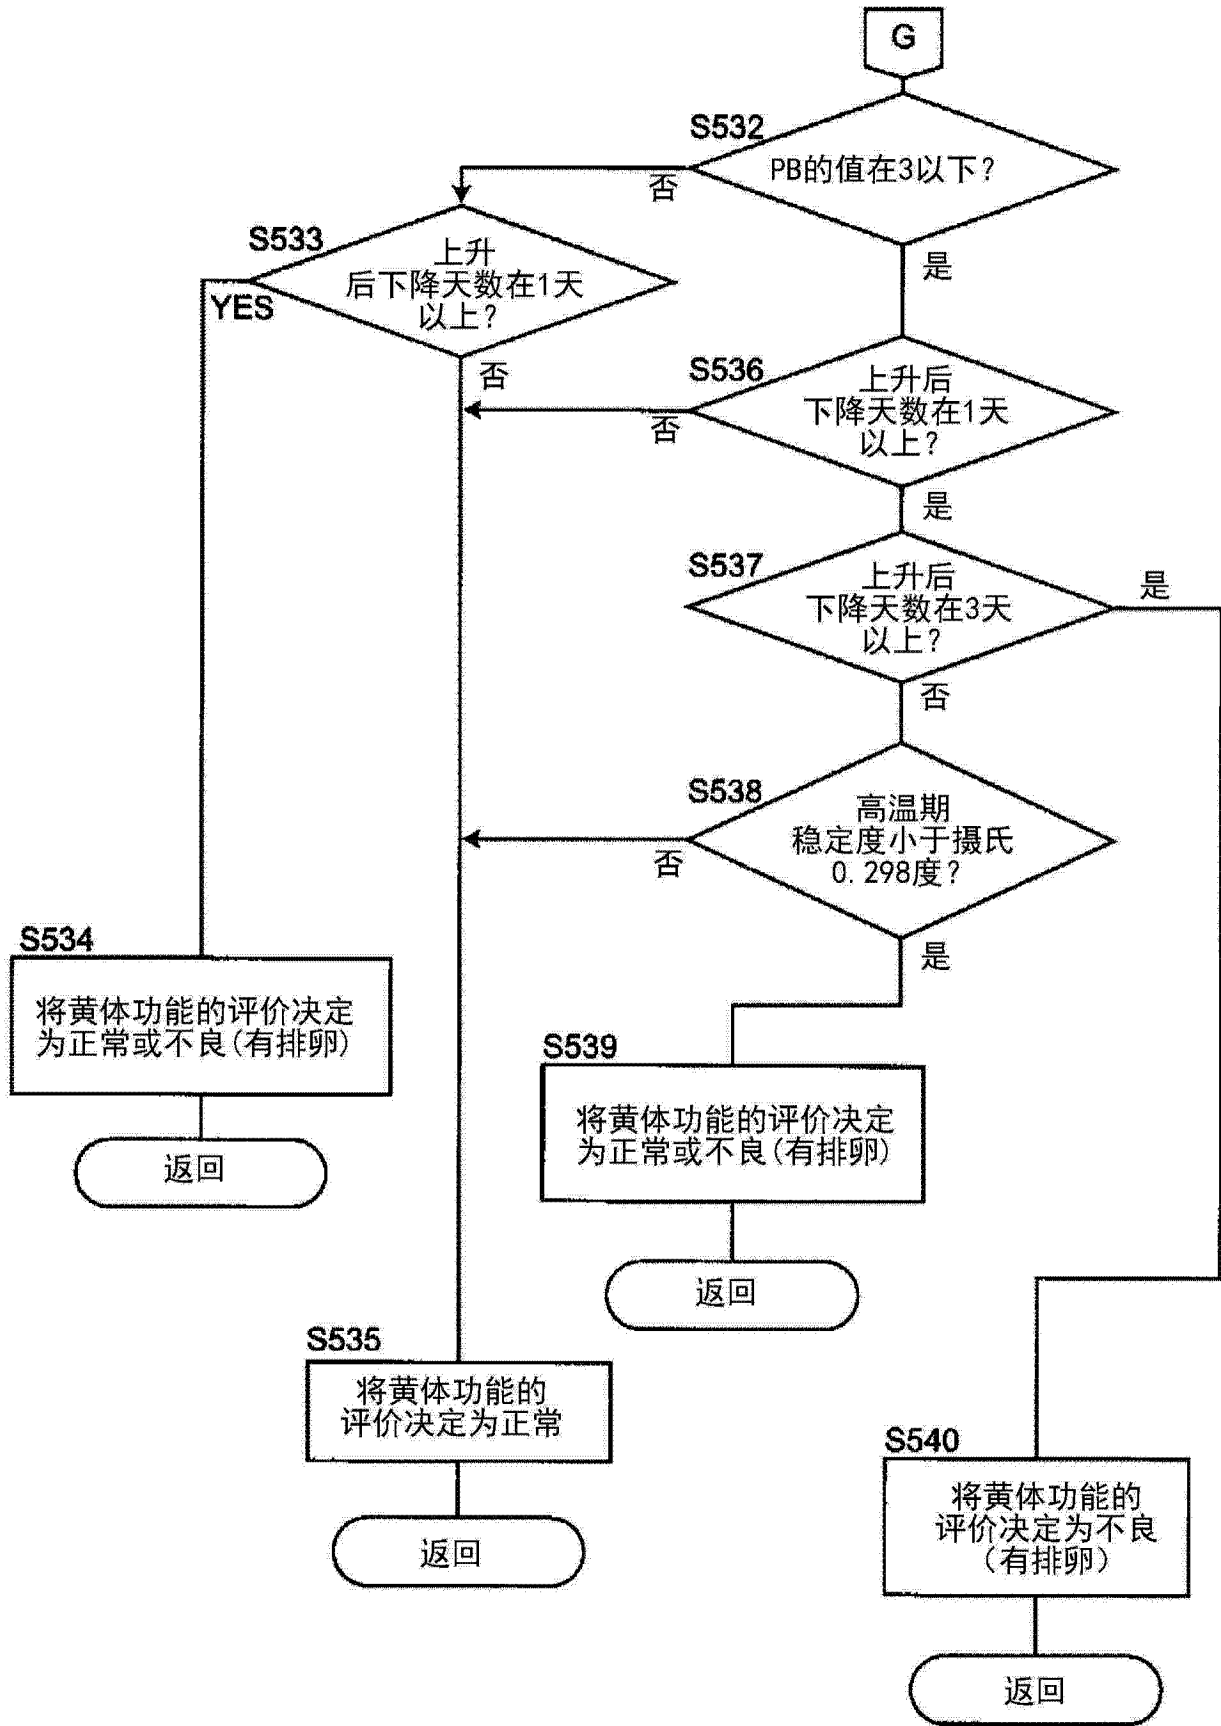 G
S532
PB的值在3以下?
否
是
S533
上升
后下降天数在1天
以上?
YES
否
S536
上升后
下降天数在1天
以上?
否
是
S537
上升后
下降天数在3天
以上?
是
否
S538
高温期
稳定度小于摄氏
0.298度?
否
是
S534
将黄体功能的评价决定
为正常或不良(有排卵)
返回
S539
将黄体功能的评价决定
为正常或不良(有排卵)
返回
S535
将黄体功能的
评价决定为正常
返回
S540
将黄体功能的
评价决定为不良
(有排卵)
返回